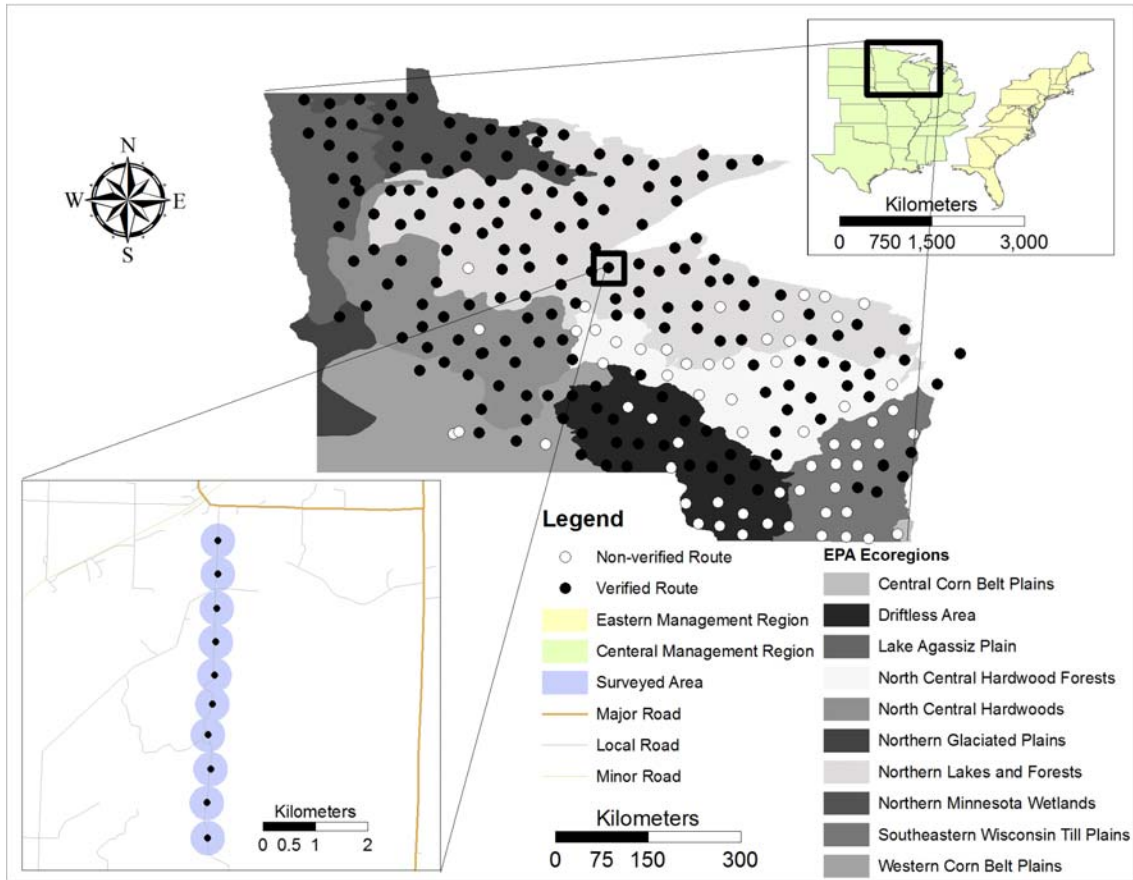 N
W E
S
Kilometers
0 750 1,500 3,000
Kilometers
0 0.5 1 2
Legend
Non-verified Route
Verified Route
Eastern Management Region
Centeral Management Region
Surveyed Area
Major Road
Local Road
Minor Road
Kilometers
0 75 150 300
EPA Ecoregions
Central Corn Belt Plains
Driftless Area
Lake Agassiz Plain
North Central Hardwood Forests
North Central Hardwoods
Northern Glaciated Plains
Northern Lakes and Forests
Northern Minnesota Wetlands
Southeastern Wisconsin Till Plains
Western Corn Belt Plains